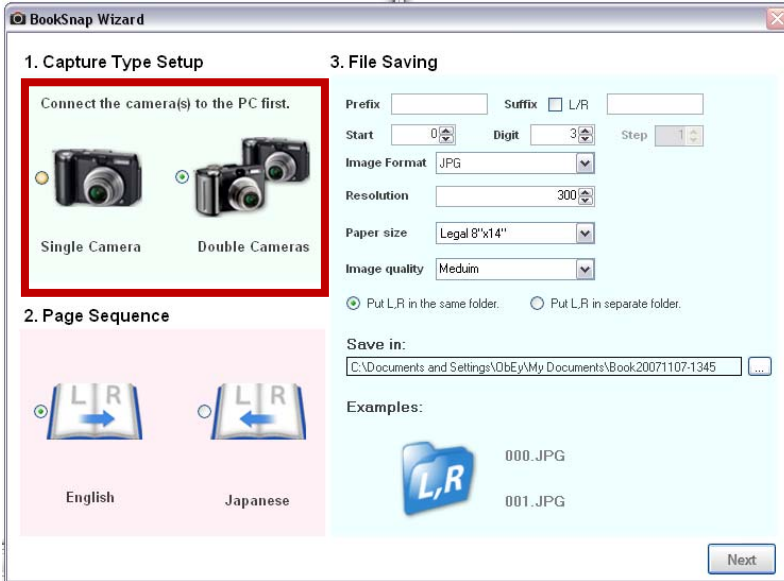 BookSnap Wizard
1. Capture Type Setup
Connect the camera(s) to the PC first.
Single Camera
Double Cameras
2. Page Sequence
L R
L R
English
Japanese
3. File Saving
Prefix Suffix L/R
Start 0 Digit 3 Step 1
Image Format JPG
Resolution 300
Paper size Legal 8"x14"
Image quality Meduim
Put L,R in the same folder. Put L,R in separate folder.
Save in:
C:\Documents and Settings\ObEy\My Documents\Book20071107-1345 ...
Examples:
L,R
000.JPG
001.JPG
Next